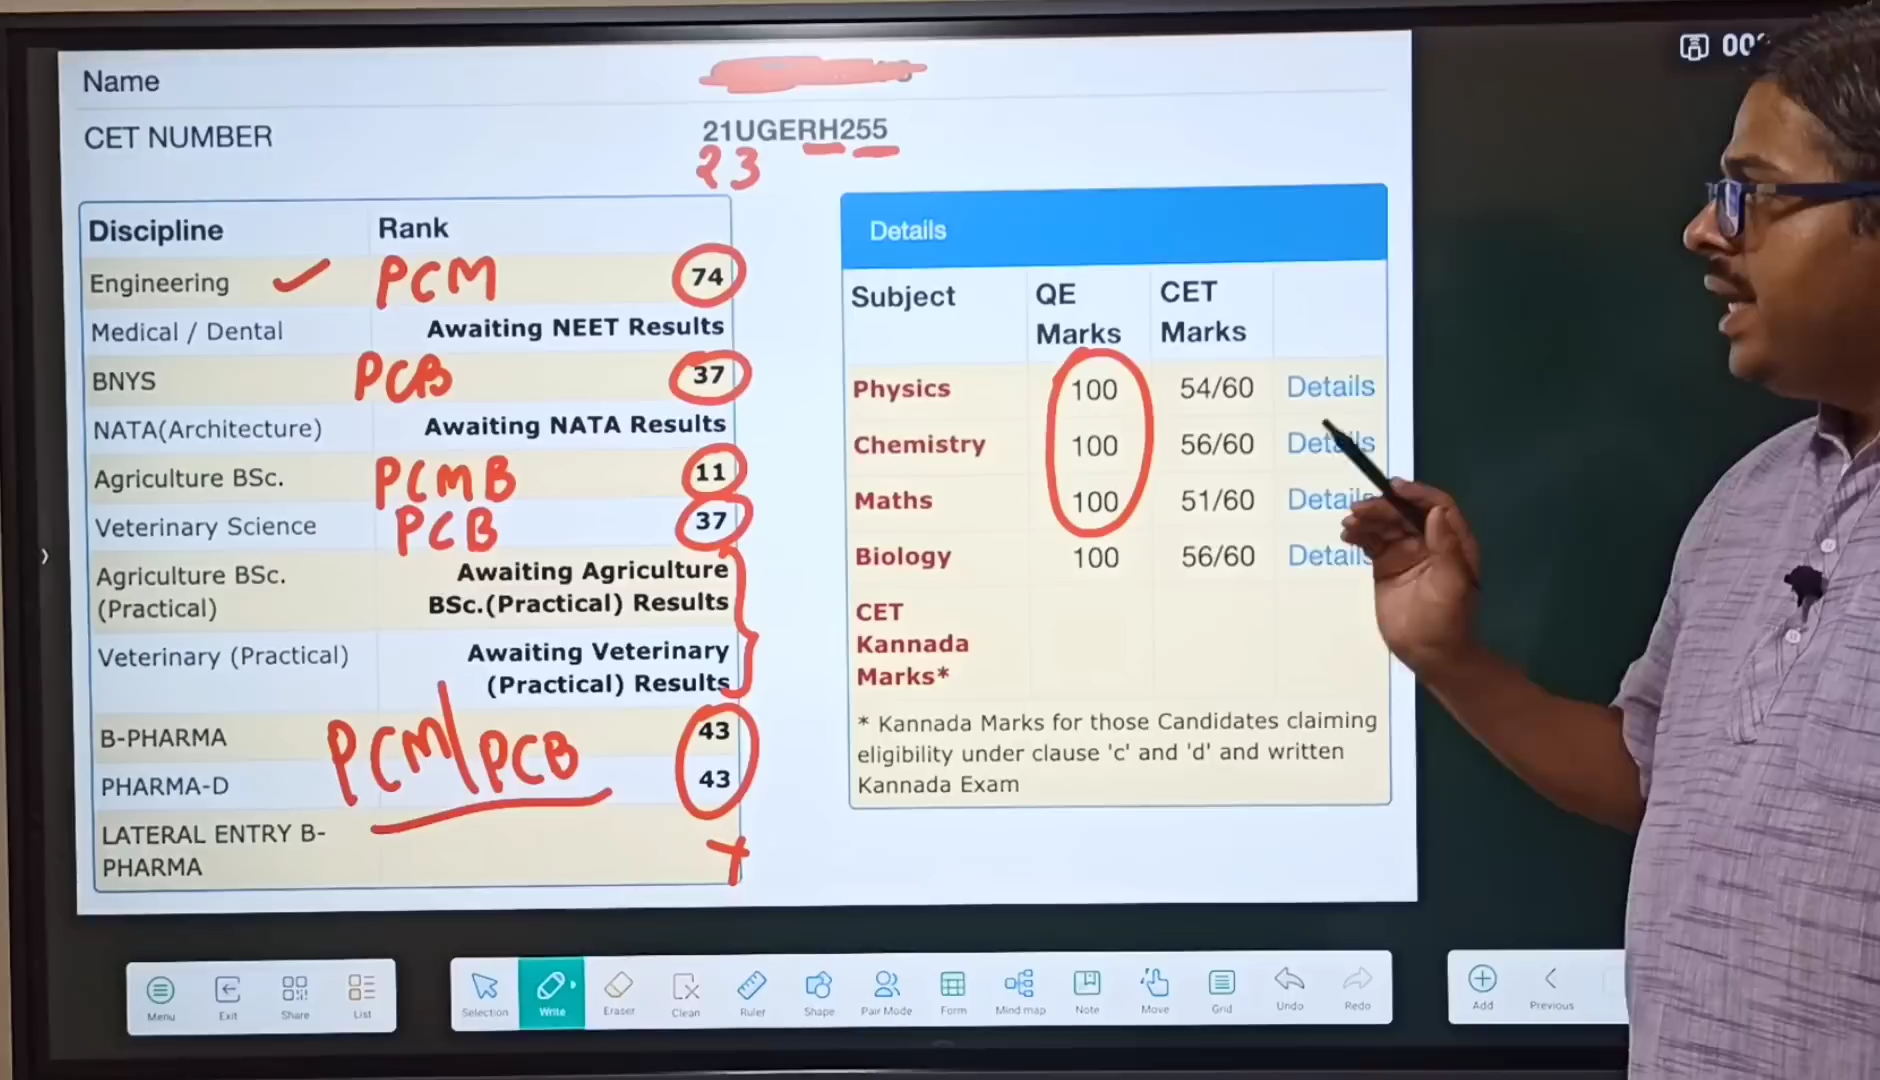 00
Name
CET NUMBER
21UGERH255
23
Discipline Rank
Engineering PCM 74
Medical / Dental Awaiting NEET Results
BNYS PCB 37
NATA(Architecture) Awaiting NATA Results
Agriculture BSc. PCMB 11
Veterinary Science PCB 37
Agriculture BSc. Awaiting Agriculture
(Practical) BSc.(Practical) Results
Veterinary (Practical) Awaiting Veterinary
(Practical) Results
B-PHARMA 43
PCM/PCB
PHARMA-D 43
LATERAL ENTRY B-
PHARMA
Details
Subject QE CET
Marks Marks
Physics 100 54/60 Details
Chemistry 100 56/60 Details
Maths 100 51/60 Details
Biology 100 56/60 Details
CET
Kannada
Marks*
* Kannada Marks for those Candidates claiming
eligibility under clause 'c' and 'd' and written
Kannada Exam
Menu Exit Share List
Selection Write Eraser Clean Ruler Shape Pair Mode Form Mind map Note Move Grid Undo Redo
Add Previous